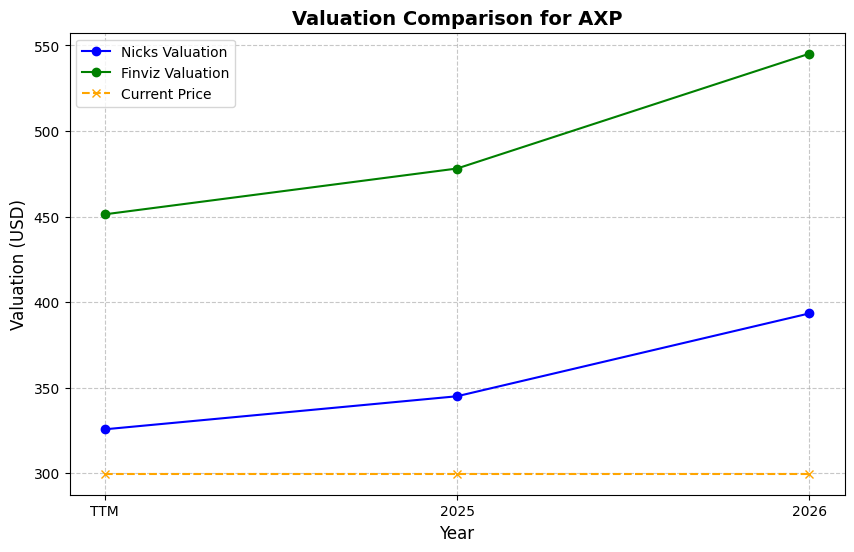 Valuation Comparison for AXP
Nicks Valuation
Finviz Valuation
Current Price
Valuation (USD)
550
500
450
400
350
300
TTM
2025
2026
Year